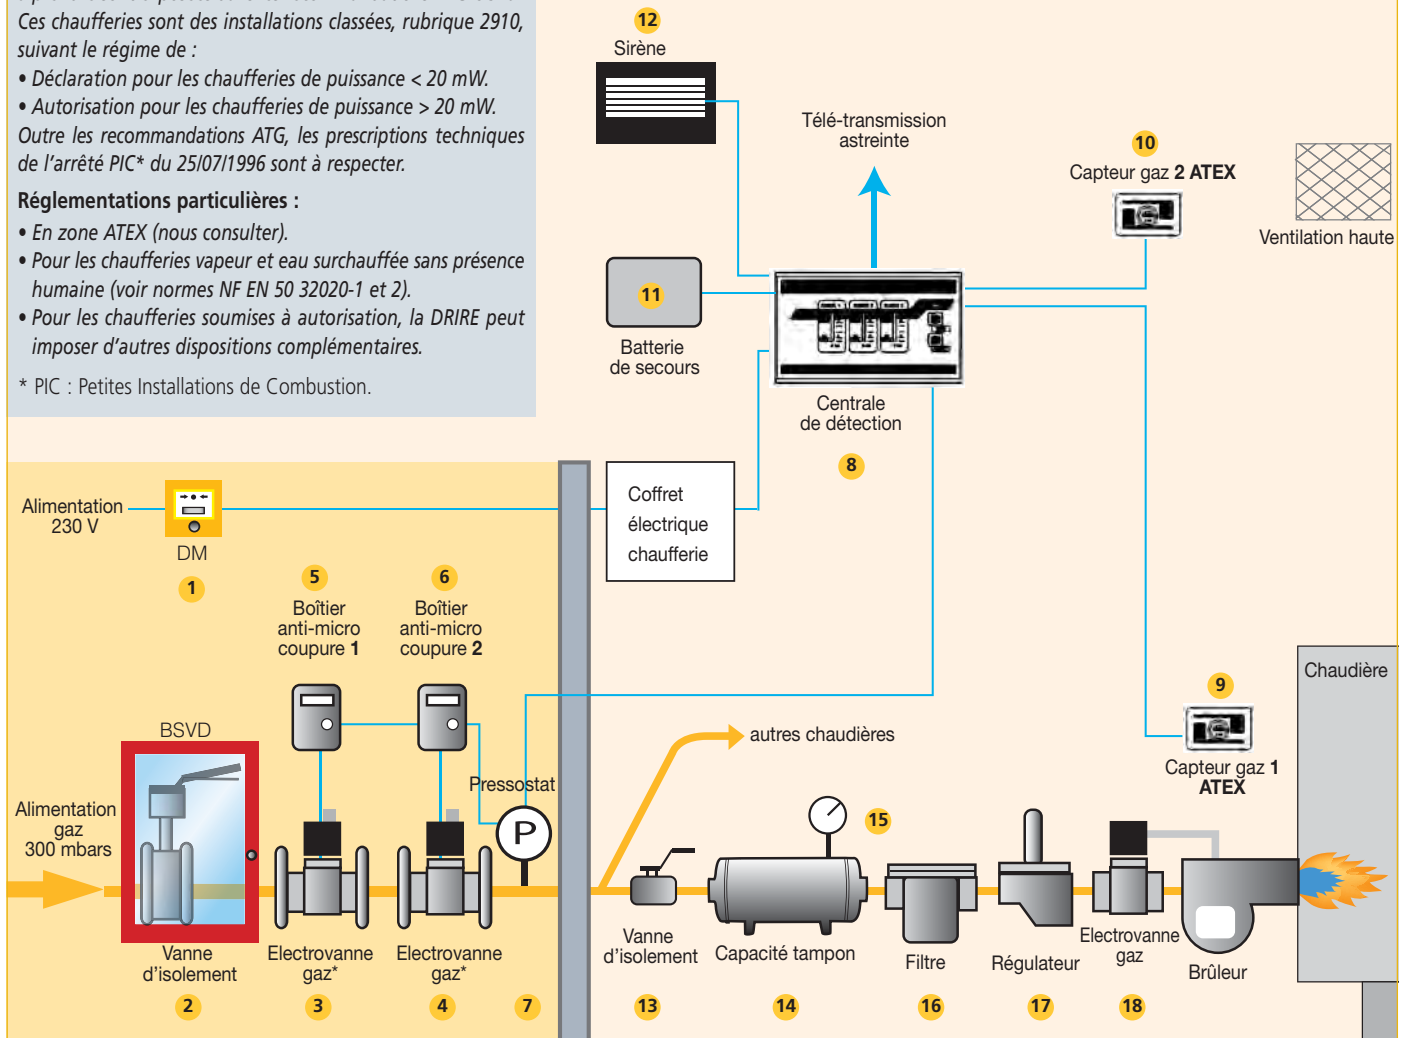 Ces chaufferies sont des installations classées, rubrique 2910,
suivant le régime de :
• Déclaration pour les chaufferies de puissance < 20 mW.
• Autorisation pour les chaufferies de puissance > 20 mW.
Outre les recommandations ATG, les prescriptions techniques
de l'arrêté PIC* du 25/07/1996 sont à respecter.
Réglementations particulières :
• En zone ATEX (nous consulter).
• Pour les chaufferies vapeur et eau surchauffée sans présence
humaine (voir normes NF EN 50 32020-1 et 2).
• Pour les chaufferies soumises à autorisation, la DRIRE peut
imposer d'autres dispositions complémentaires.
* PIC : Petites Installations de Combustion.
12
Sirène
Télé-transmission
astreinte
10
Capteur gaz 2 ATEX
Ventilation haute
11
Batterie
de secours
Centrale
de détection
8
Alimentation
230 V
DM
1
Coffret
électrique
chaufferie
5
Boîtier
anti-micro
coupure 1
6
Boîtier
anti-micro
coupure 2
9
Capteur gaz 1
ATEX
Chaudière
BSVD
Pressostat
P
autres chaudières
Alimentation
gaz
300 mbars
15
Vanne
d'isolement
2
Electrovanne
gaz*
3
Electrovanne
gaz*
4
7
Vanne
d'isolement
13
Capacité tampon
14
Filtre
16
Régulateur
17
Electrovanne
gaz
18
Brûleur